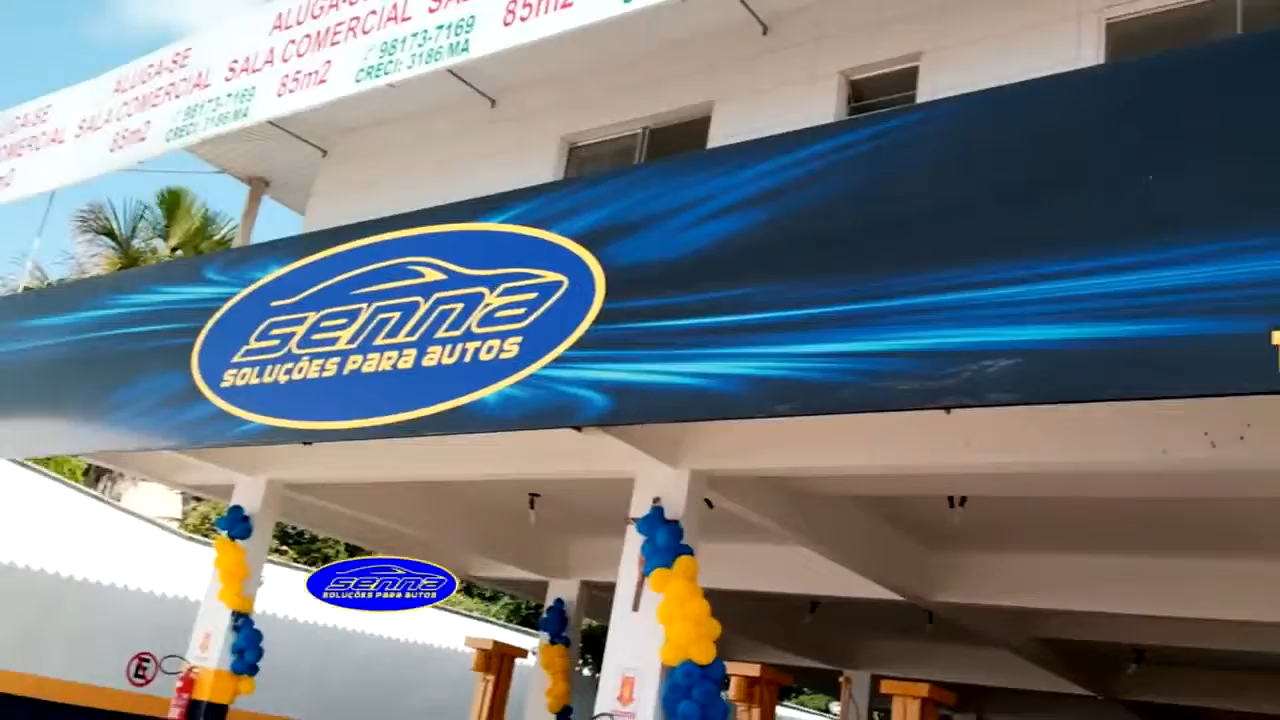 ALUGA-SE
SALA COMERCIAL
85m2
98173-7169
CRECI: 3186/MA
ALUGA-SE
SALA COMERCIAL
85m2
98173-7169
CRECI: 3186/MA
85m2
senna
SOLUÇÕES PARA AUTOS
senna
SOLUÇÕES PARA AUTOS
E